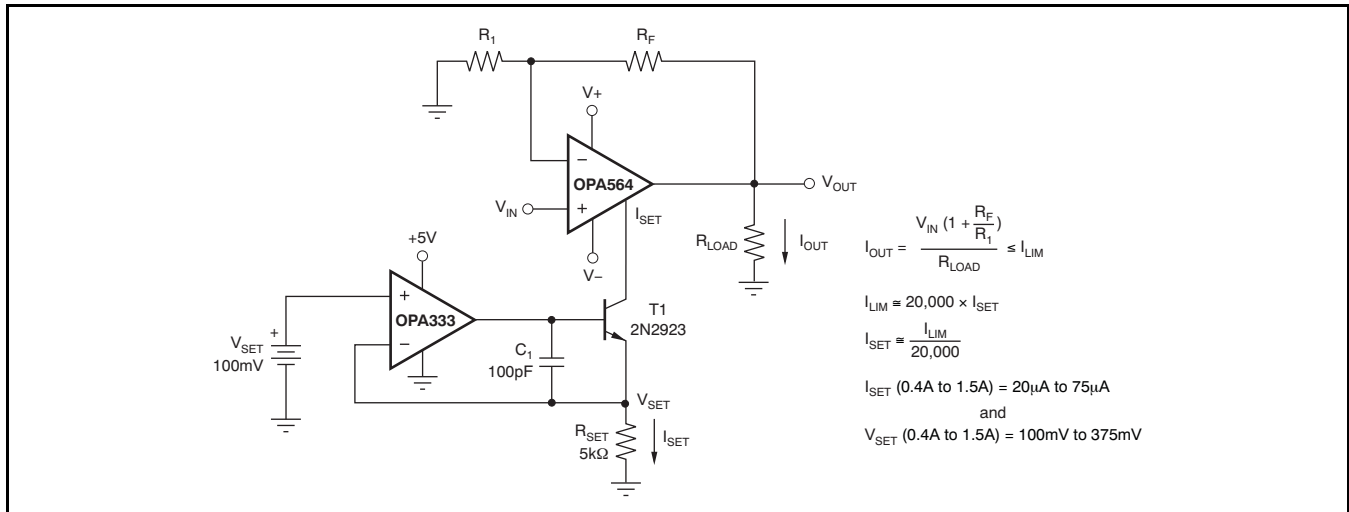 R1
RF
V+
−
OPA564
VOUT
VIN
+
ISET
RLOAD
IOUT
V−
+5V
+
OPA333
−
+
VSET
100mV
C1
100pF
T1
2N2923
VSET
RSET
5kΩ
ISET
IOUT = VIN (1 + RF/R1) / RLOAD ≤ ILIM
ILIM ≅ 20,000 × ISET
ISET ≅ ILIM / 20,000
ISET (0.4A to 1.5A) = 20μA to 75μA
and
VSET (0.4A to 1.5A) = 100mV to 375mV